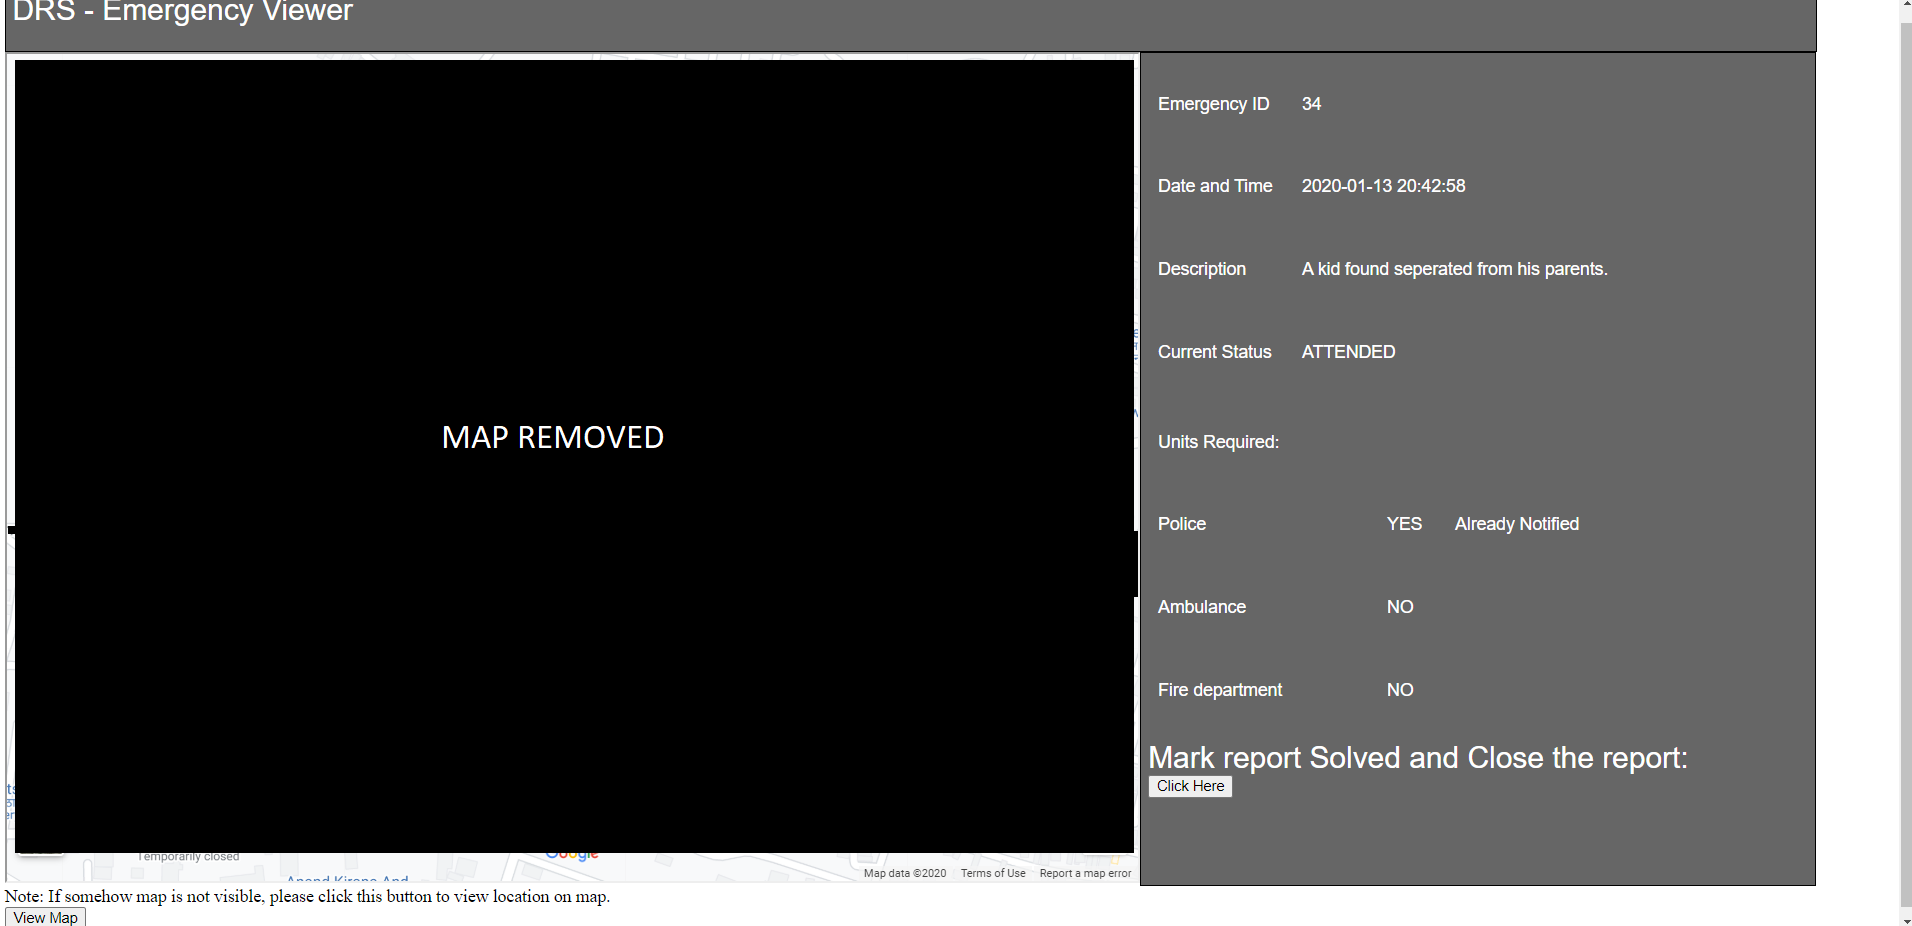 DRS - Emergency Viewer
MAP REMOVED
Temporarily closed
Google
Anand Kirana And
Map data ©2020 Terms of Use Report a map error
Emergency ID 34
Date and Time 2020-01-13 20:42:58
Description A kid found seperated from his parents.
Current Status ATTENDED
Units Required:
Police YES Already Notified
Ambulance NO
Fire department NO
Mark report Solved and Close the report:
Click Here
Note: If somehow map is not visible, please click this button to view location on map.
View Map